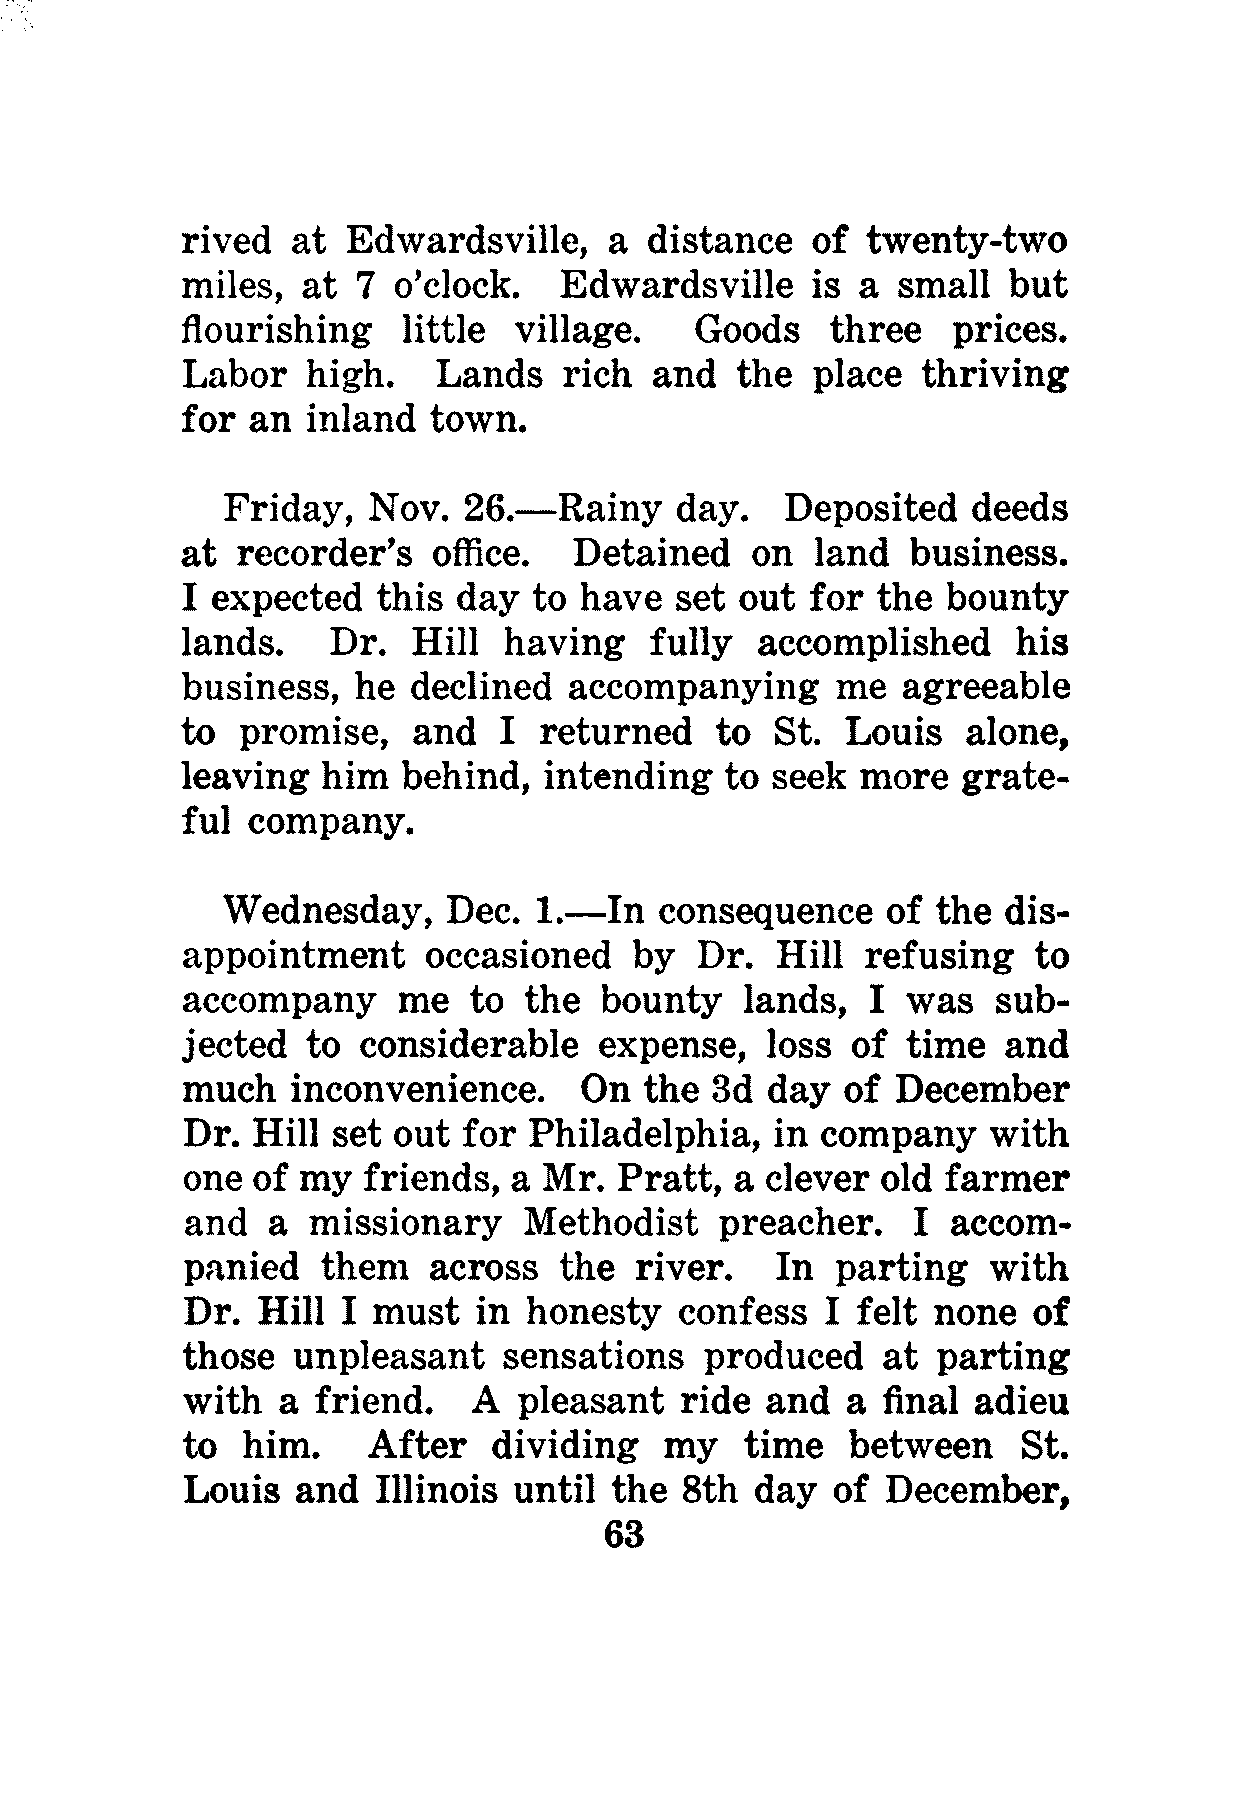 rived at Edwardsville, a distance of twenty-two
miles, at 7 o'clock. Edwardsville is a small but
flourishing little village. Goods three prices.
Labor high. Lands rich and the place thriving
for an inland town.
Friday, Nov. 26.—Rainy day. Deposited deeds
at recorder's office. Detained on land business.
I expected this day to have set out for the bounty
lands. Dr. Hill having fully accomplished his
business, he declined accompanying me agreeable
to promise, and I returned to St. Louis alone,
leaving him behind, intending to seek more grate-
ful company.
Wednesday, Dec. 1.—In consequence of the dis-
appointment occasioned by Dr. Hill refusing to
accompany me to the bounty lands, I was sub-
jected to considerable expense, loss of time and
much inconvenience. On the 3d day of December
Dr. Hill set out for Philadelphia, in company with
one of my friends, a Mr. Pratt, a clever old farmer
and a missionary Methodist preacher. I accom-
panied them across the river. In parting with
Dr. Hill I must in honesty confess I felt none of
those unpleasant sensations produced at parting
with a friend. A pleasant ride and a final adieu
to him. After dividing my time between St.
Louis and Illinois until the 8th day of December,
63